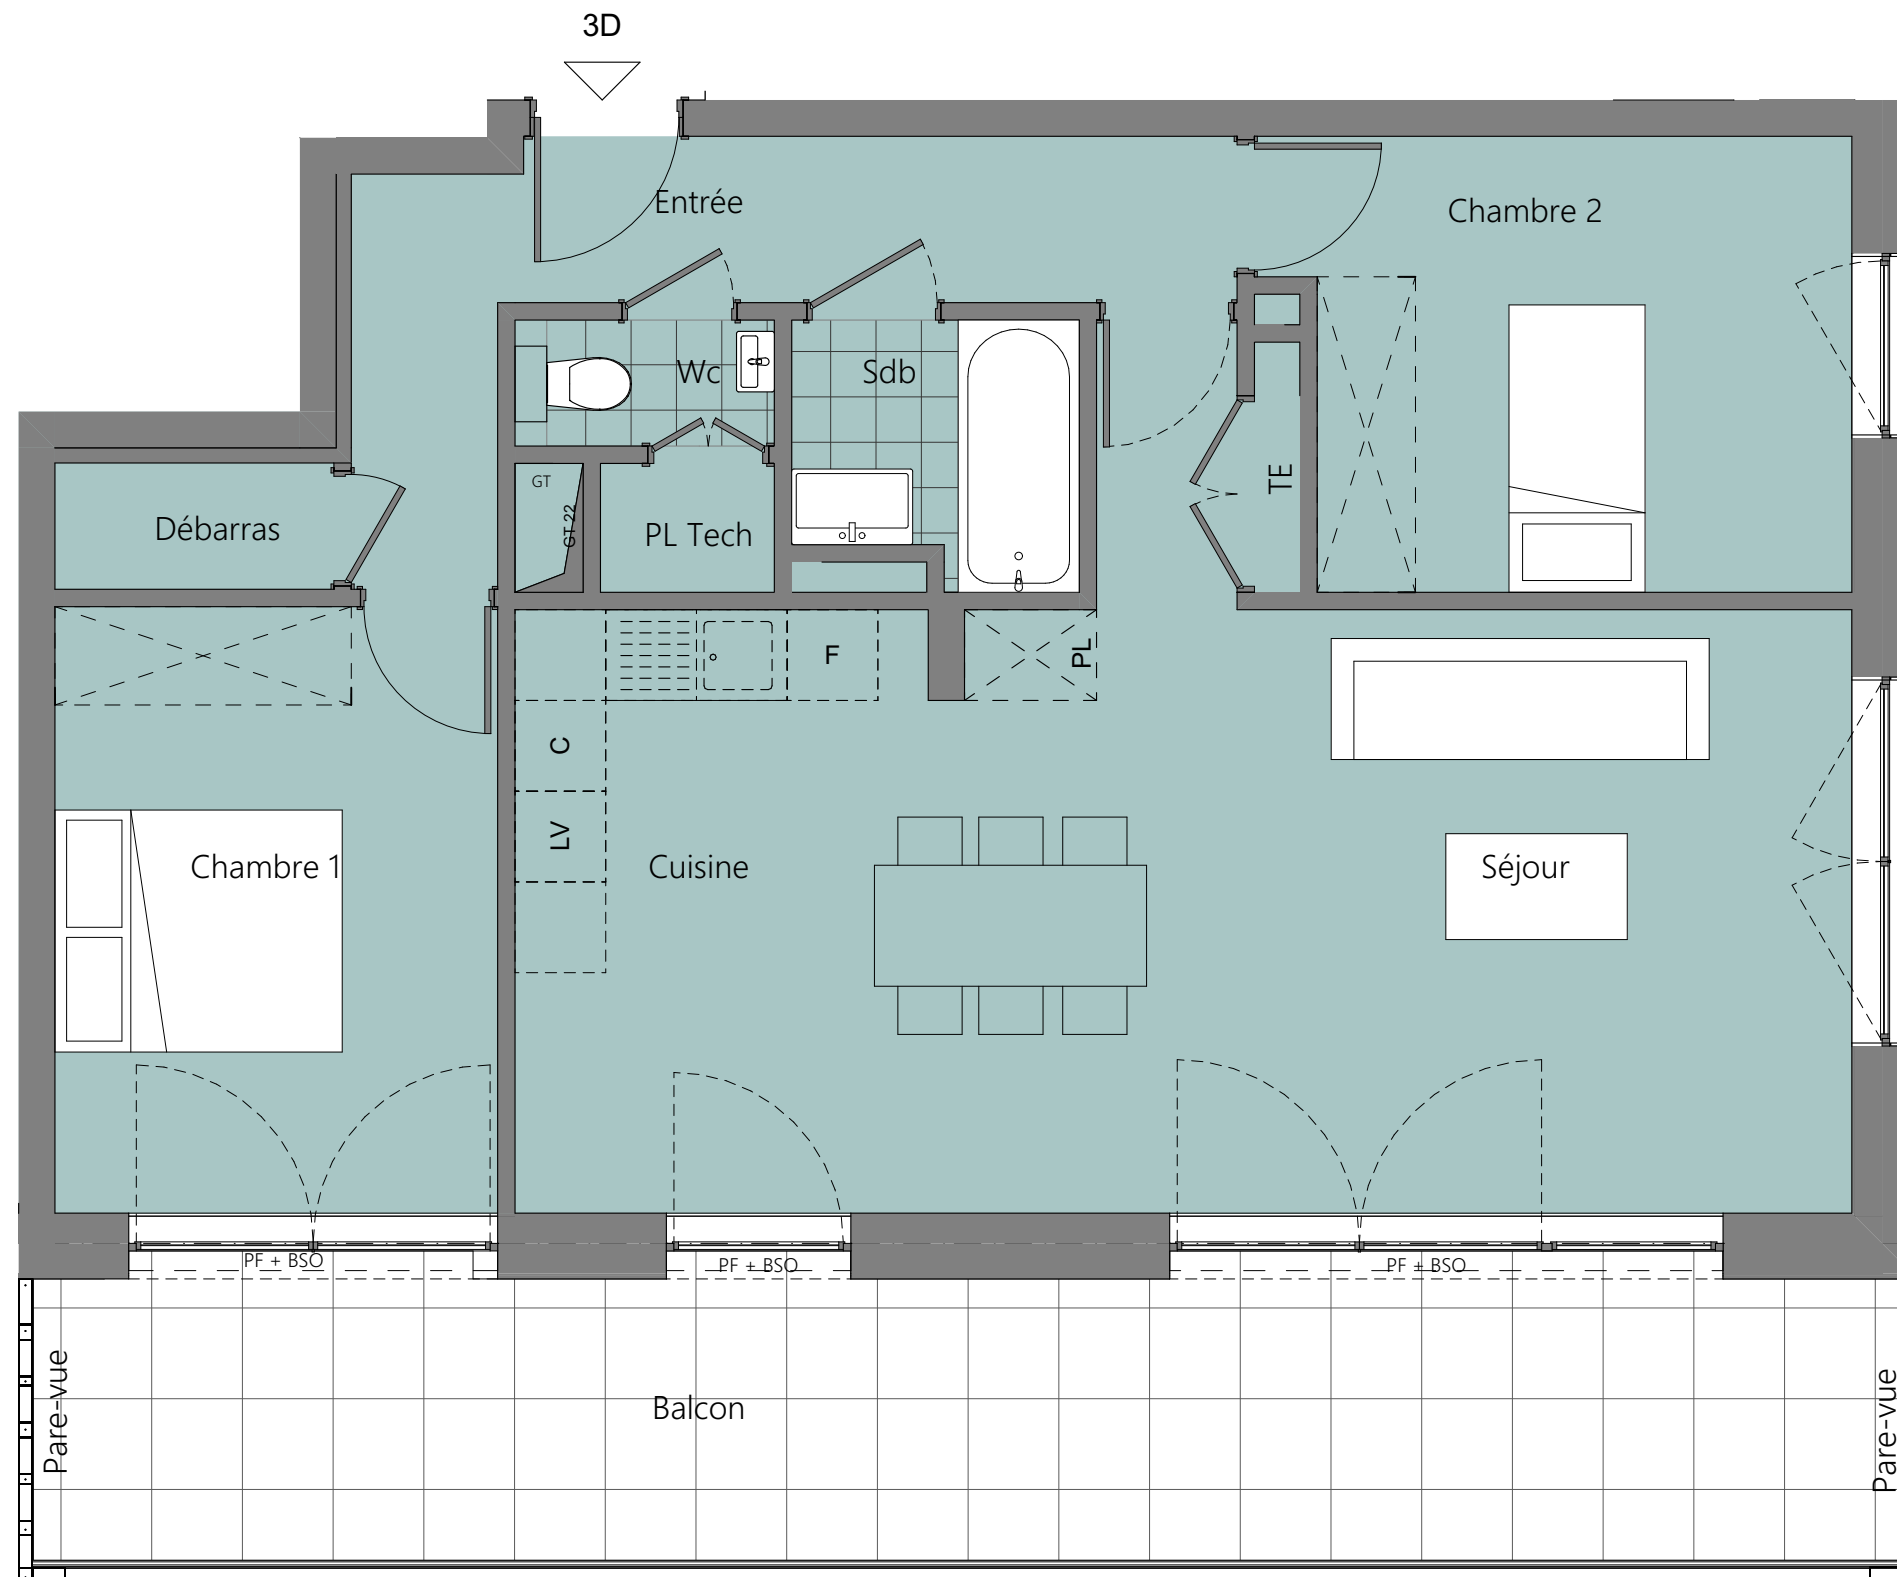 3D
Entrée
Chambre 2
Wc
Sdb
TE
GT
GT 22
PL Tech
Débarras
F
PL
C
LV
Chambre 1
Cuisine
Séjour
PF + BSO
PF + BSO
PF + BSO
Pare-vue
Balcon
Pare-vue